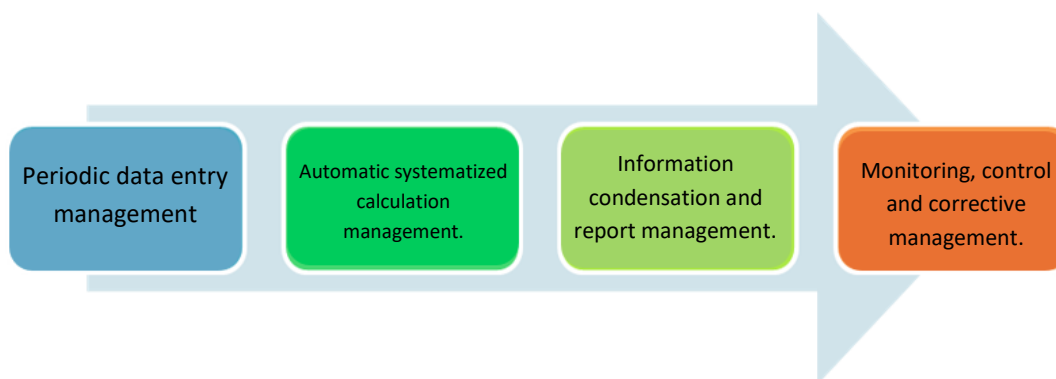 Periodic data entry
management
Automatic systematized
calculation
management.
Information
condensation and
report management.
Monitoring, control
and corrective
management.